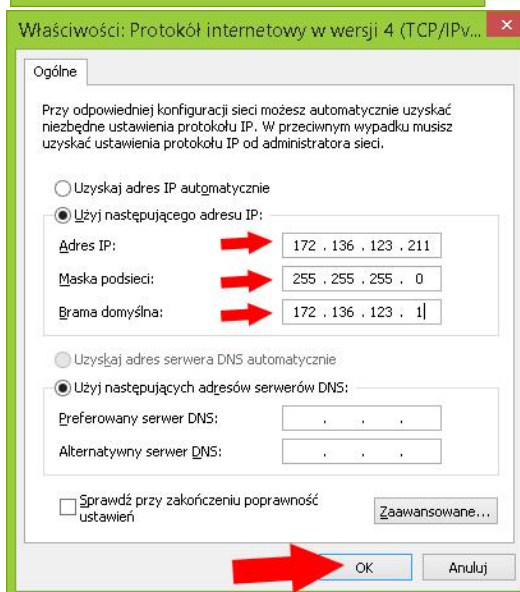 Właściwości: Protokół internetowy w wersji 4 (TCP/IPv...
Ogólne
Przy odpowiedniej konfiguracji sieci możesz automatycznie uzyskać
niezbędne ustawienia protokołu IP. W przeciwnym wypadku musisz
uzyskać ustawienia protokołu IP od administratora sieci.
Uzyskaj adres IP automatycznie
Użyj następującego adresu IP:
Adres IP: 172 . 136 . 123 . 211
Maska podsieci: 255 . 255 . 255 . 0
Brama domyślna: 172 . 136 . 123 . 1
Uzyskaj adres serwera DNS automatycznie
Użyj następujących adresów serwerów DNS:
Preferowany serwer DNS: . . .
Alternatywny serwer DNS: . . .
Sprawdź przy zakończeniu poprawność
ustawień
Zaawansowane...
OK Anuluj